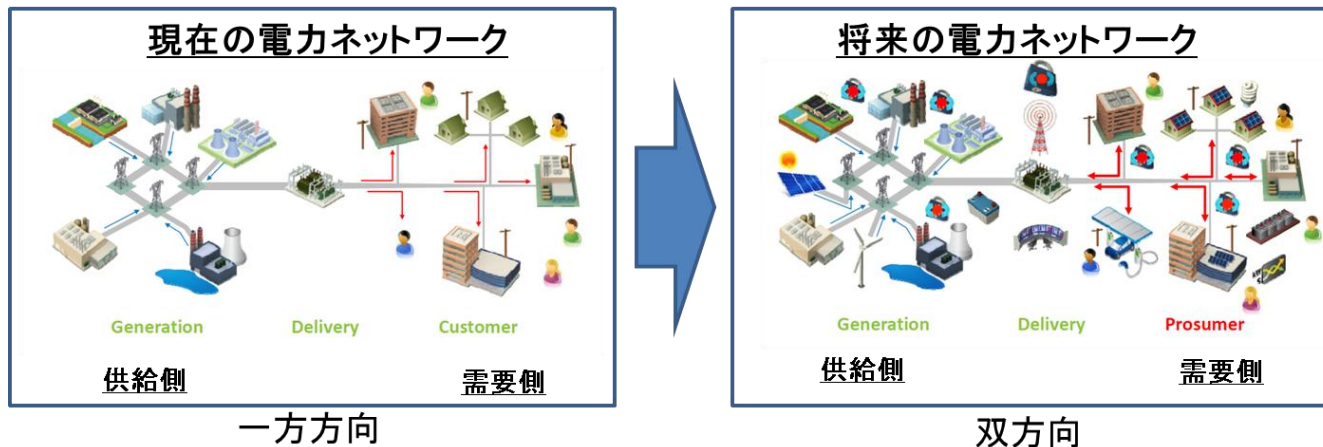 現在の電力ネットワーク
Generation
Delivery
Customer
供給側
需要側
一方方向
将来の電力ネットワーク
Generation
Delivery
Prosumer
供給側
需要側
双方向